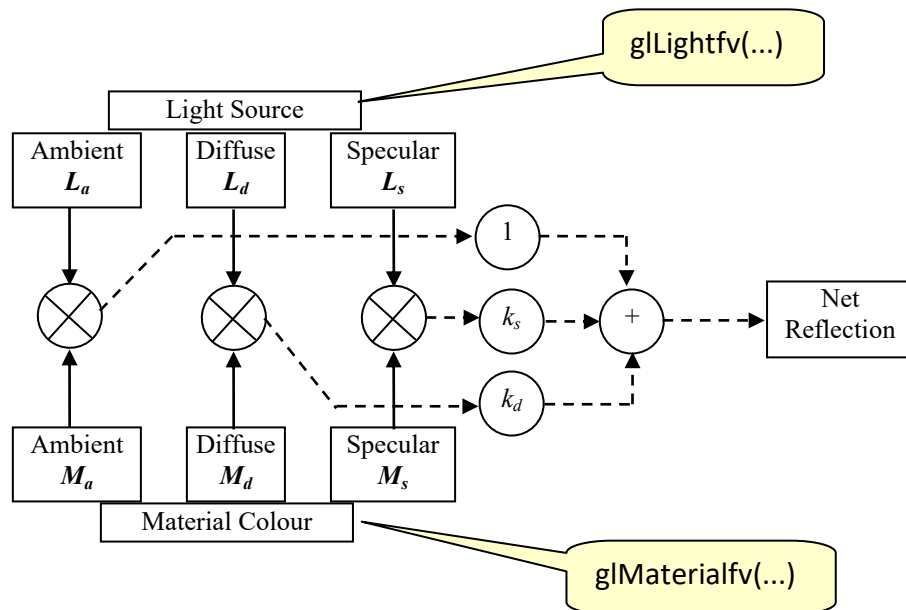 glLightfv(...)
Light Source
Ambient Diffuse Specular
L_a L_d L_s
1
k_s + Net
Reflection
k_d
Ambient Diffuse Specular
M_a M_d M_s
Material Colour
glMaterialfv(...)